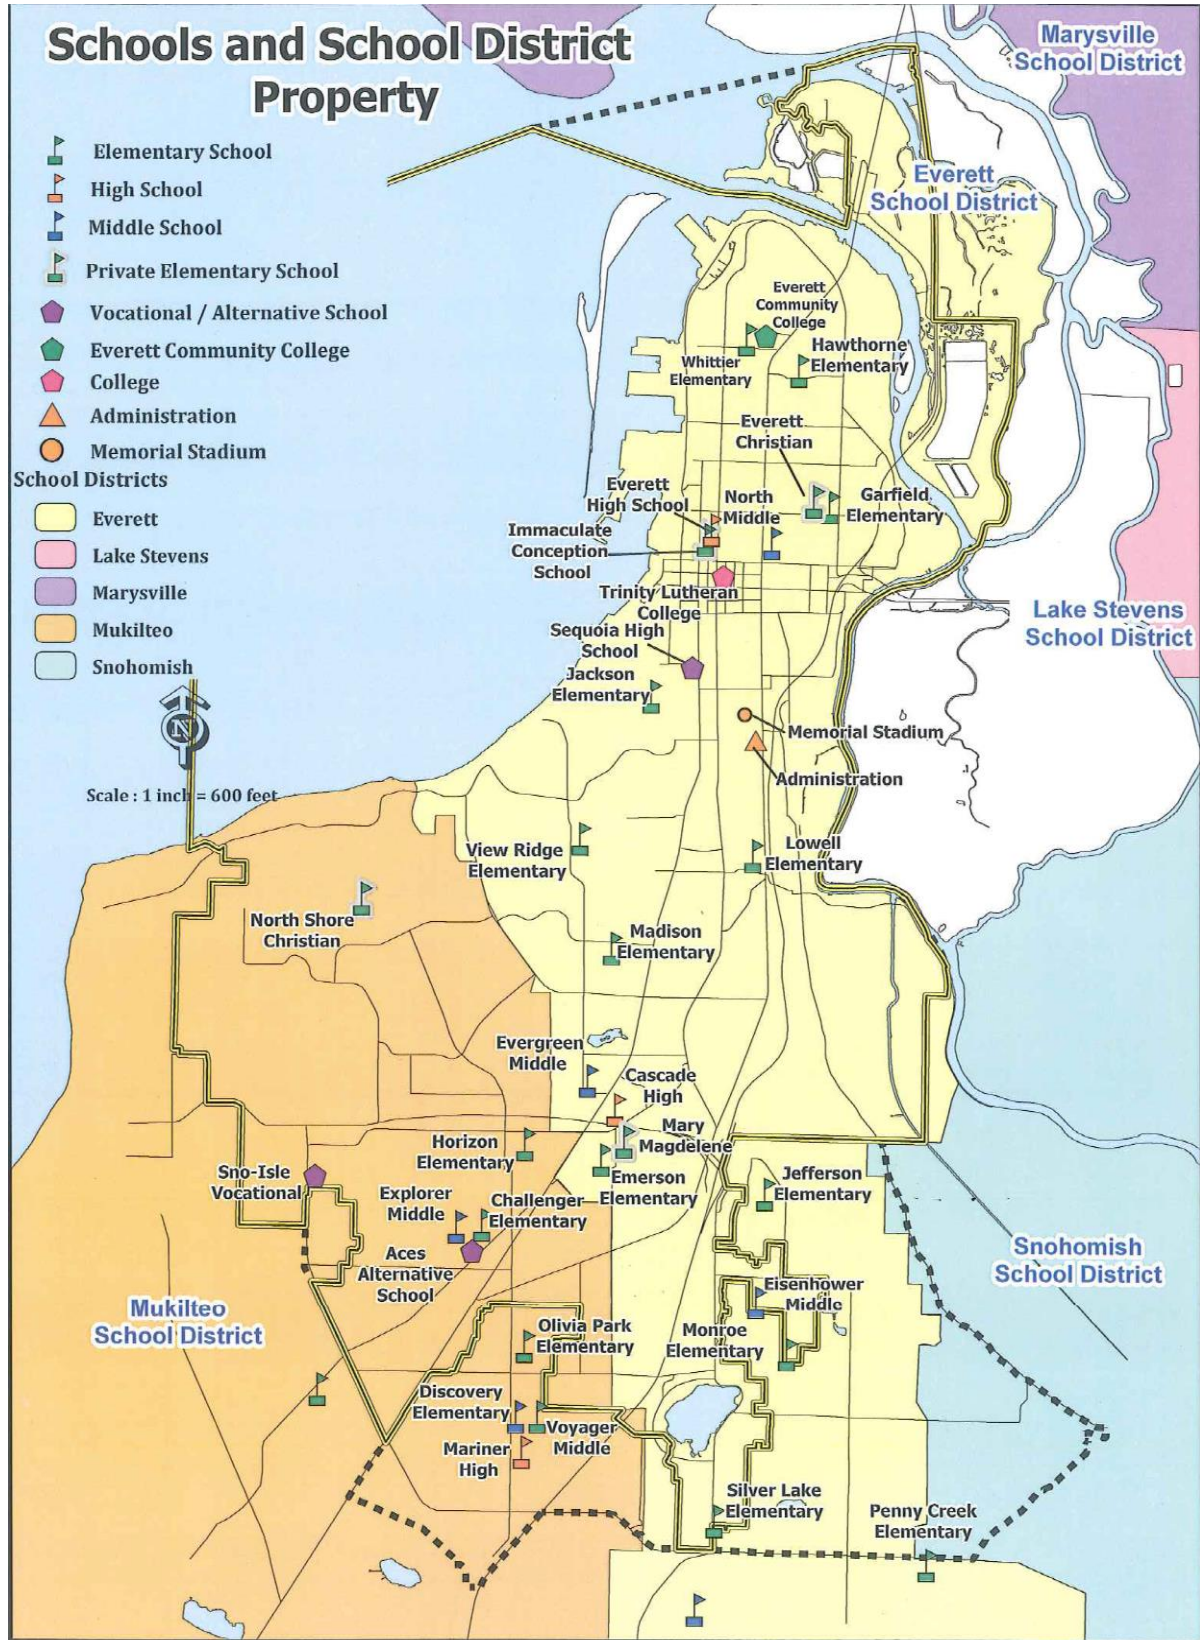 Schools and School District
Property
Elementary School
High School
Middle School
Private Elementary School
Vocational / Alternative School
Everett Community College
College
Administration
Memorial Stadium
School Districts
Everett
Lake Stevens
Marysville
Mukilteo
Snohomish
N
Scale : 1 inch = 600 feet
Marysville
School District
Everett
School District
Everett
Community
College
Hawthorne
Elementary
Whittier
Elementary
Everett
Christian
Everett
High School
North
Middle
Garfield
Elementary
Immaculate
Conception
School
Trinity Lutheran
College
Lake Stevens
School District
Sequoia High
School
Jackson
Elementary
Memorial Stadium
Administration
View Ridge
Elementary
Lowell
Elementary
North Shore
Christian
Madison
Elementary
Evergreen
Middle
Cascade
High
Mary
Magdelene
Horizon
Elementary
Emerson
Elementary
Jefferson
Elementary
Sno-Isle
Vocational
Explorer
Middle
Challenger
Elementary
Aces
Alternative
School
Snohomish
School District
Mukilteo
School District
Eisenhower
Middle
Olivia Park
Elementary
Monroe
Elementary
Discovery
Elementary
Voyager
Middle
Mariner
High
Silver Lake
Elementary
Penny Creek
Elementary